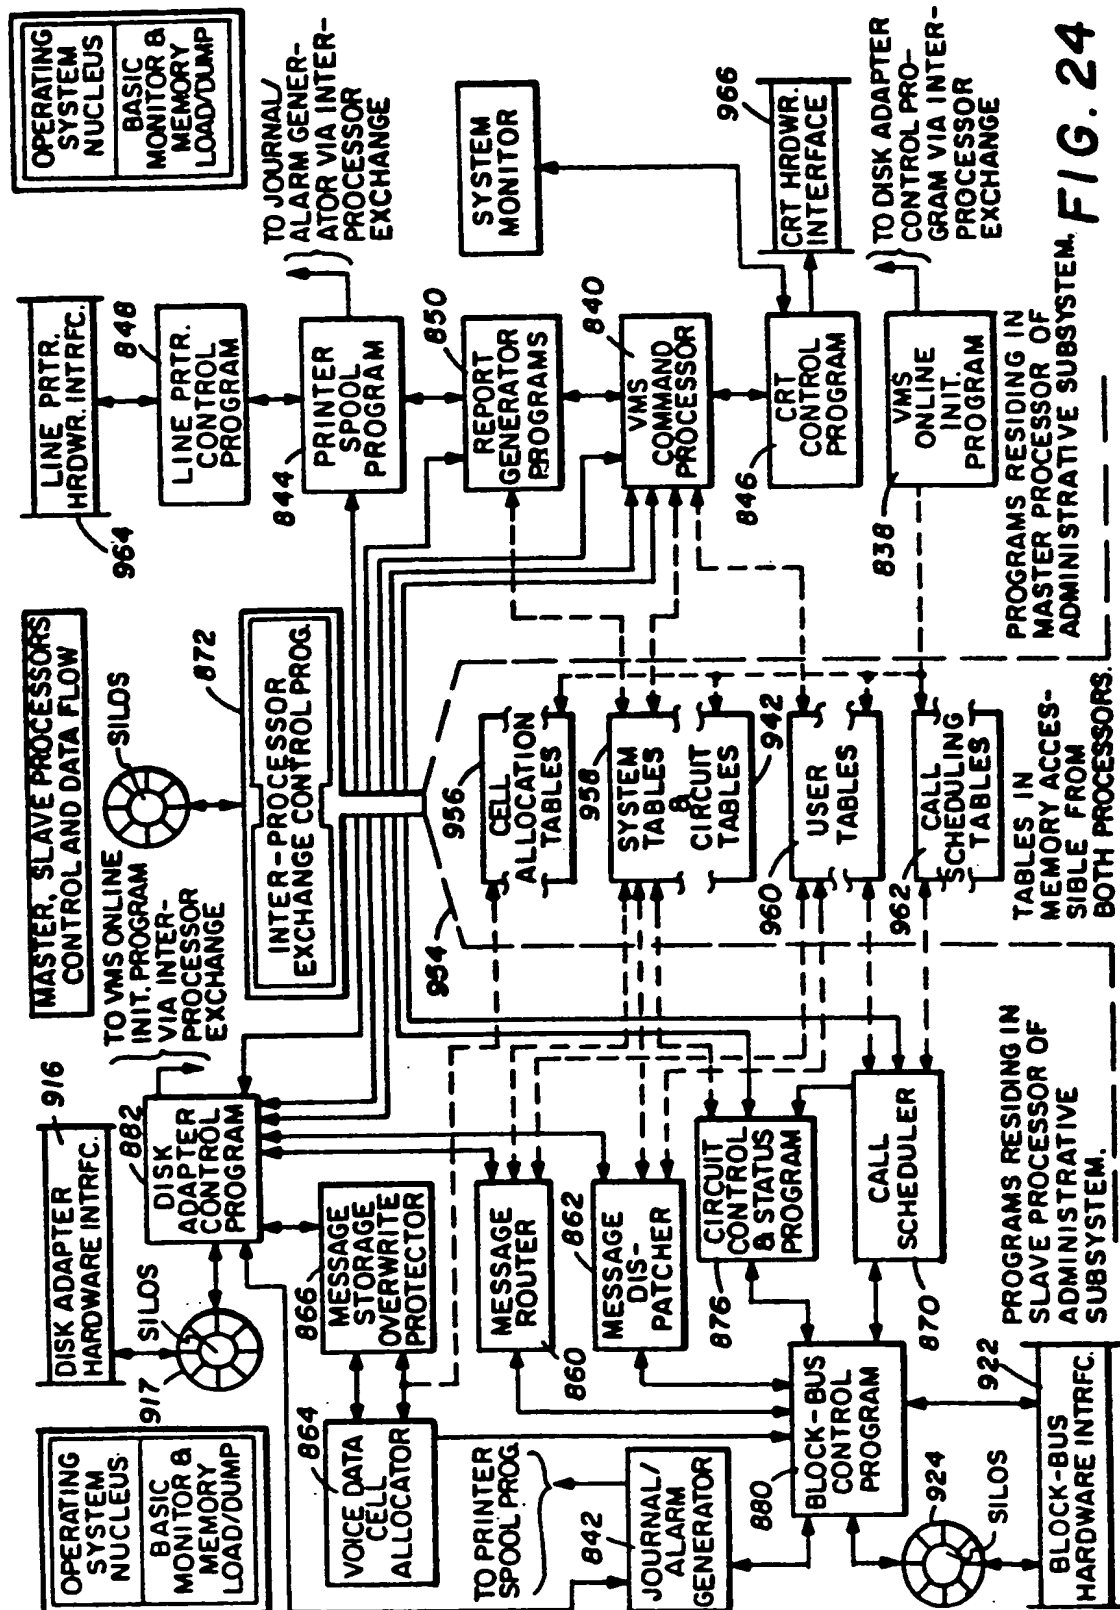 OPERATING
SYSTEM
NUCLEUS
BASIC
MONITOR &
MEMORY
LOAD/DUMP
DISK ADAPTER
HARDWARE INTRFC.
916
917
SILOS
882
DISK
ADAPTER
CONTROL
PROGRAM
TO VMS ONLINE
INIT. PROGRAM
VIA INTER-
PROCESSOR
EXCHANGE
MASTER, SLAVE PROCESSORS
CONTROL AND DATA FLOW
SILOS
872
INTER-PROCESSOR
EXCHANGE CONTROL PROG.
LINE PRTR.
HRDWR. INTRFC.
964
848
LINE PRTR.
CONTROL
PROGRAM
844
PRINTER
SPOOL
PROGRAM
TO JOURNAL/
ALARM GENER-
ATOR VIA INTER-
PROCESSOR
EXCHANGE
OPERATING
SYSTEM
NUCLEUS
BASIC
MONITOR &
MEMORY
LOAD/DUMP
864
VOICE DATA
CELL
ALLOCATOR
866
MESSAGE
STORAGE
OVERWRITE
PROTECTOR
TO PRINTER
SPOOL PROG.
842
JOURNAL/
ALARM
GENERATOR
MESSAGE
ROUTER
860
862
MESSAGE
DIS-
PATCHER
954
956
CELL
ALLOCATION
TABLES
958
SYSTEM
TABLES
&
CIRCUIT
TABLES
942
850
REPORT
GENERATOR
PROGRAMS
840
VMS
COMMAND
PROCESSOR
SYSTEM
MONITOR
880
BLOCK-BUS
CONTROL
PROGRAM
876
CIRCUIT
CONTROL
& STATUS
PROGRAM
CALL
SCHEDULER
870
960
USER
TABLES
962
CALL
SCHEDULING
TABLES
846
CRT
CONTROL
PROGRAM
966
CRT HRDWR.
INTERFACE
838
VMS
ONLINE
INIT.
PROGRAM
TO DISK ADAPTER
CONTROL PRO-
GRAM VIA INTER-
PROCESSOR
EXCHANGE
924
SILOS
922
BLOCK-BUS
HARDWARE INTRFC.
PROGRAMS RESIDING IN
SLAVE PROCESSOR OF
ADMINISTRATIVE
SUBSYSTEM.
TABLES IN
MEMORY ACCES-
SIBLE FROM
BOTH PROCESSORS.
PROGRAMS RESIDING IN
MASTER PROCESSOR OF
ADMINISTRATIVE SUBSYSTEM.
FIG. 24